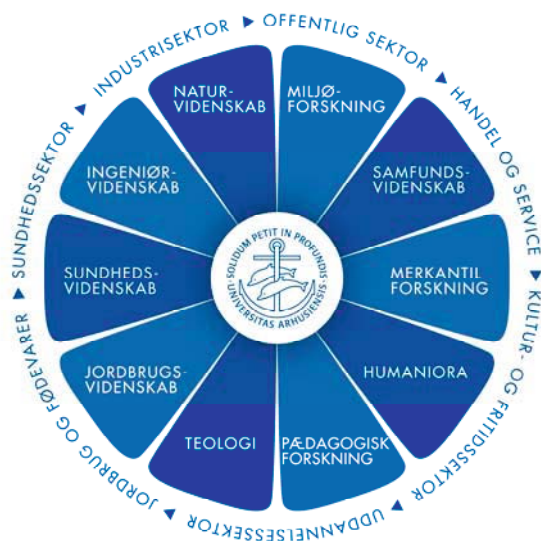 INDUSTRISEKTOR ▶ OFFENTLIG SEKTOR ▶ HANDEL OG SERVICE ▶ KULTUR- OG FRITIDSSEKTOR ▶ UDDANNELSESSEKTOR ▶ JORDBRUG OG FØDEVARER ▶ SUNDHEDSSEKTOR ▶
NATUR-
VIDENSKAB
MILJØ-
FORSKNING
INGENIØR-
VIDENSKAB
SAMFUNDS-
VIDENSKAB
SUNDHEDS-
VIDENSKAB
MERKANTIL
FORSKNING
JORDBRUGS-
VIDENSKAB
HUMANIORA
TEOLOGI
PÆDAGOGISK
FORSKNING
SOLIDUM PETIT IN PROFUNDIS
UNIVERSITAS ARHUSIENSIS